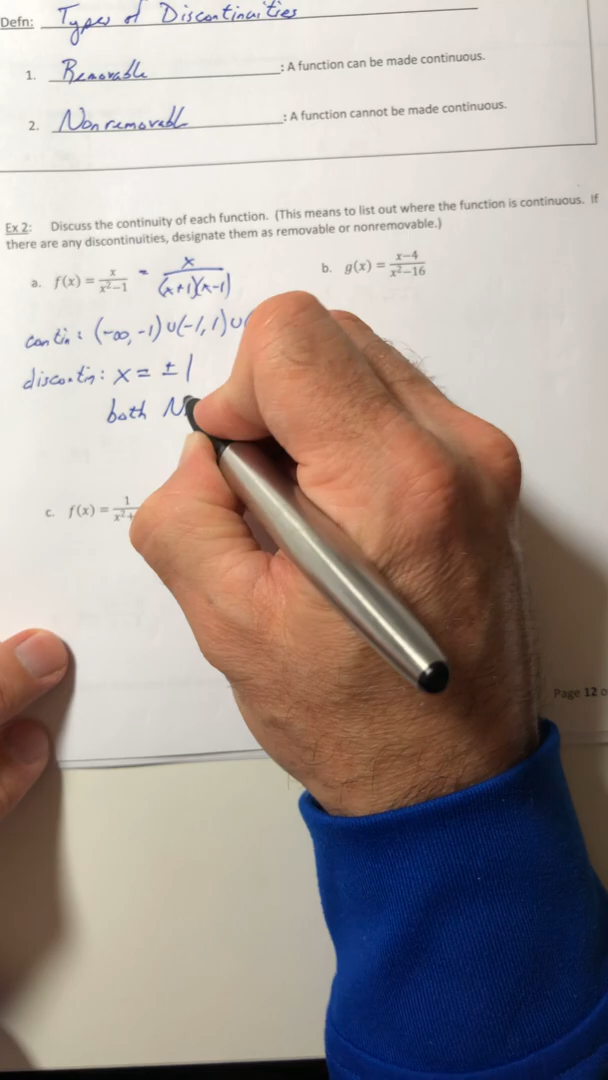 Defn: Types of Discontinuities
1. Removable : A function can be made continuous.
2. Nonremovabl : A function cannot be made continuous.
Ex 2: Discuss the continuity of each function. (This means to list out where the function is continuous. If
there are any discontinuities, designate them as removable or nonremovable.)
a. f(x) = x/(x²−1) = x/((x+1)(x-1))
b. g(x) = (x−4)/(x²−16)
contin: (-∞, -1) ∪ (-1, 1) ∪ (
discontin: x = ± 1
both N
c. f(x) = 1/(x²+
Page 12 o